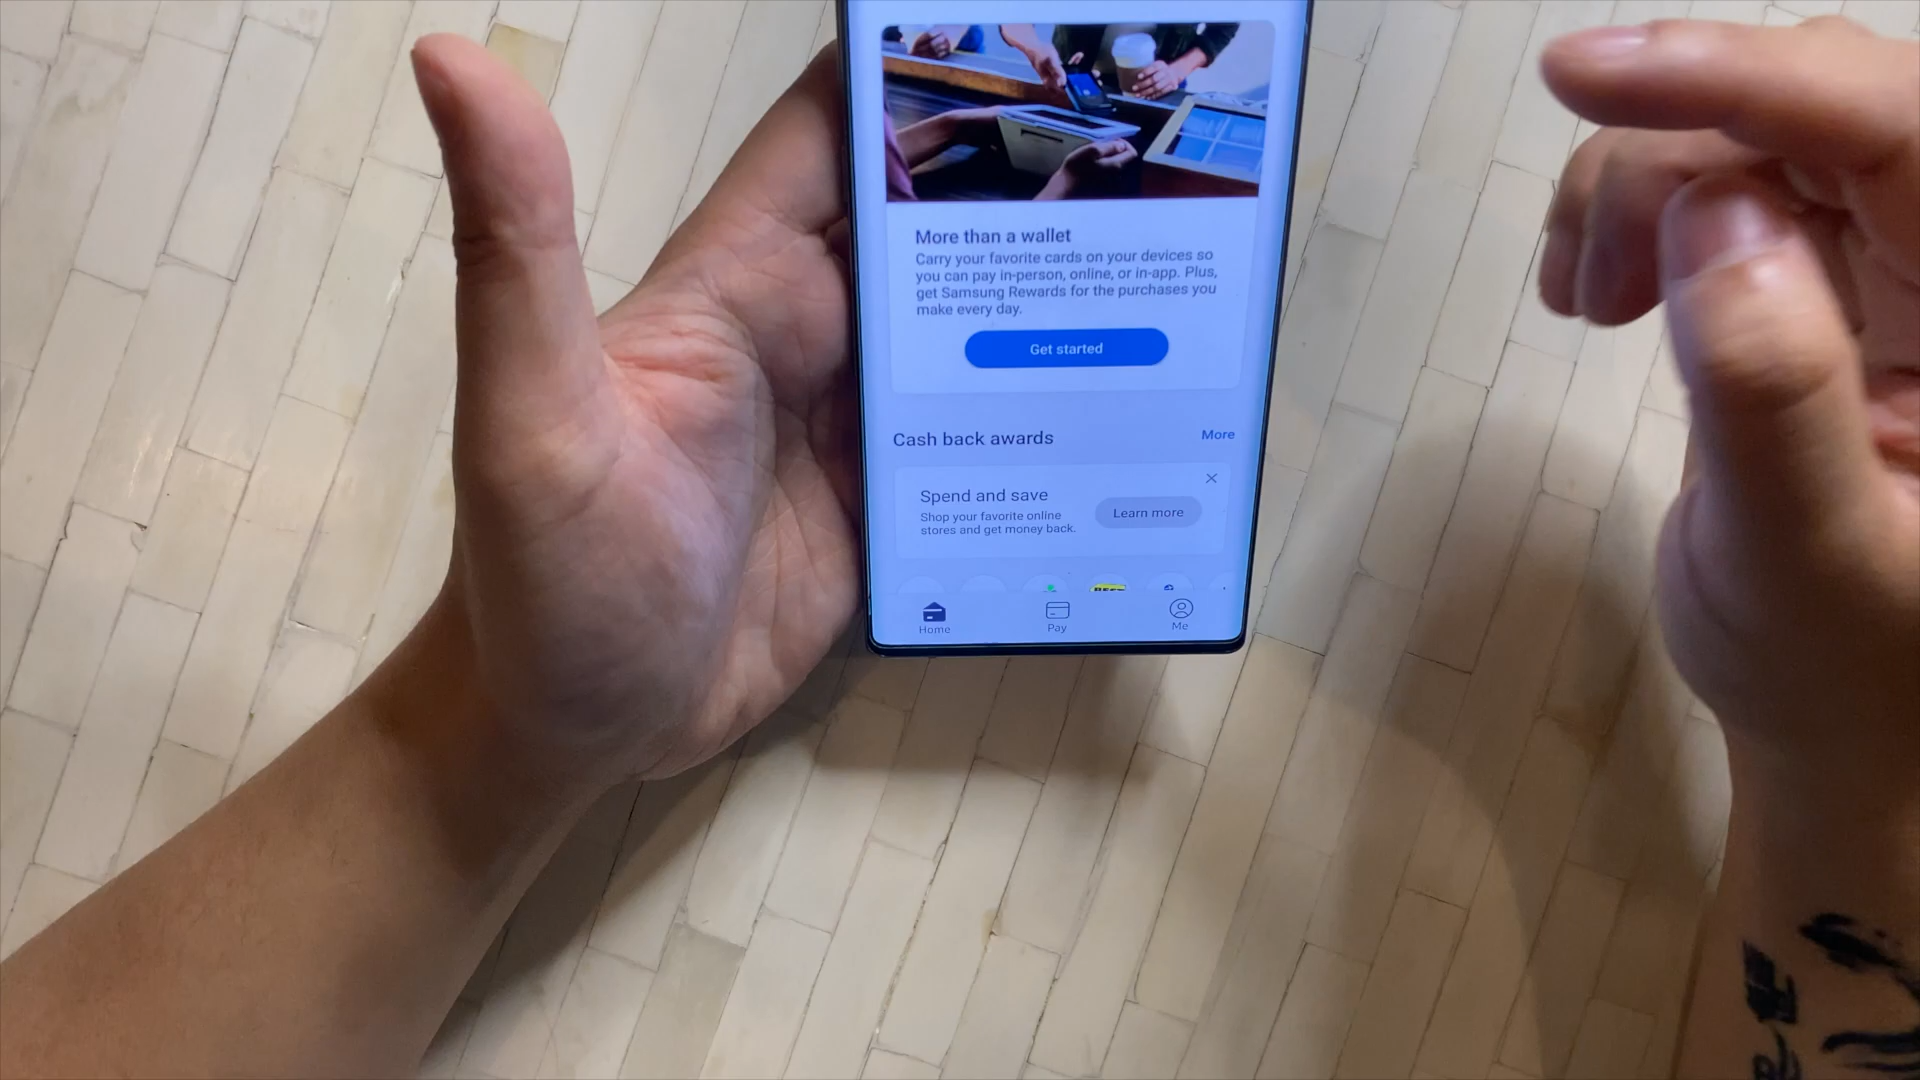 More than a wallet
Carry your favorite cards on your devices so
you can pay in-person, online, or in-app. Plus,
get Samsung Rewards for the purchases you
make every day.
Get started
Cash back awards
More
Spend and save
Shop your favorite online
stores and get money back.
Learn more
Home
Pay
Me